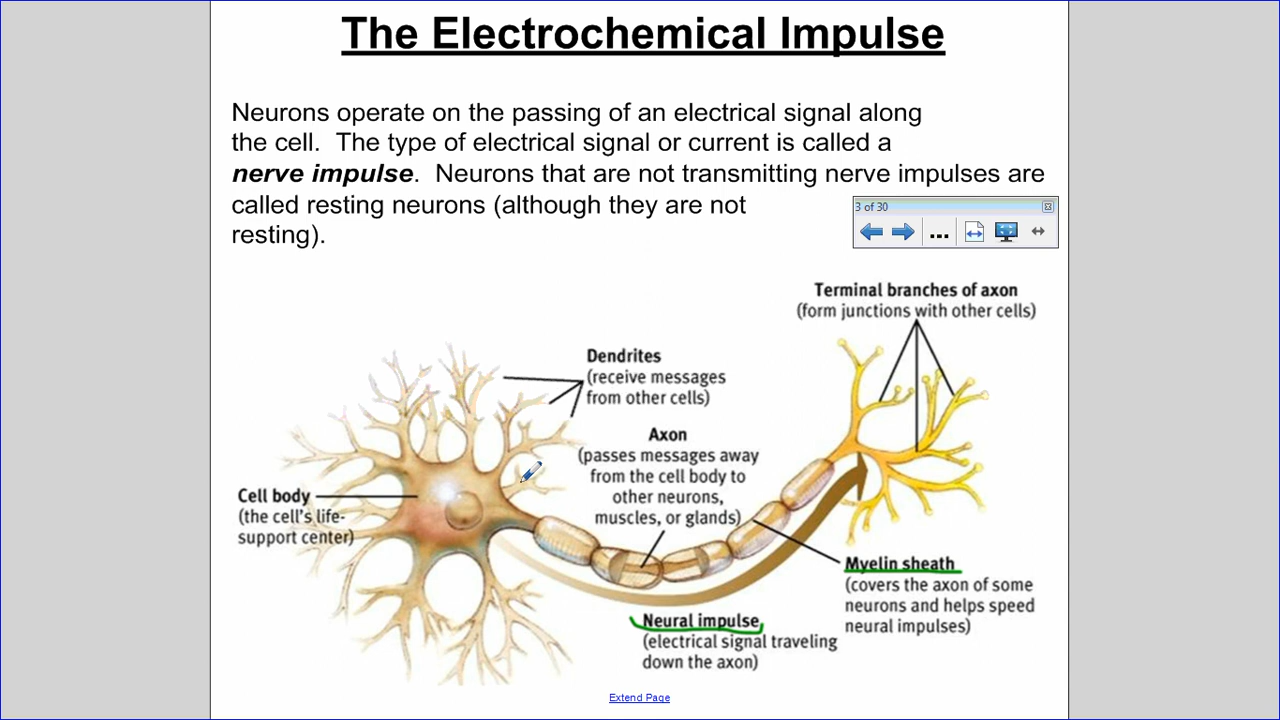 The Electrochemical Impulse
Neurons operate on the passing of an electrical signal along
the cell.  The type of electrical signal or current is called a
nerve impulse.  Neurons that are not transmitting nerve impulses are
called resting neurons (although they are not
resting).
3 of 30
...
Terminal branches of axon
(form junctions with other cells)
Dendrites
(receive messages
from other cells)
Axon
(passes messages away
from the cell body to
other neurons,
muscles, or glands)
Cell body
(the cell's life-
support center)
Myelin sheath
(covers the axon of some
neurons and helps speed
neural impulses)
Neural impulse
(electrical signal traveling
down the axon)
Extend Page